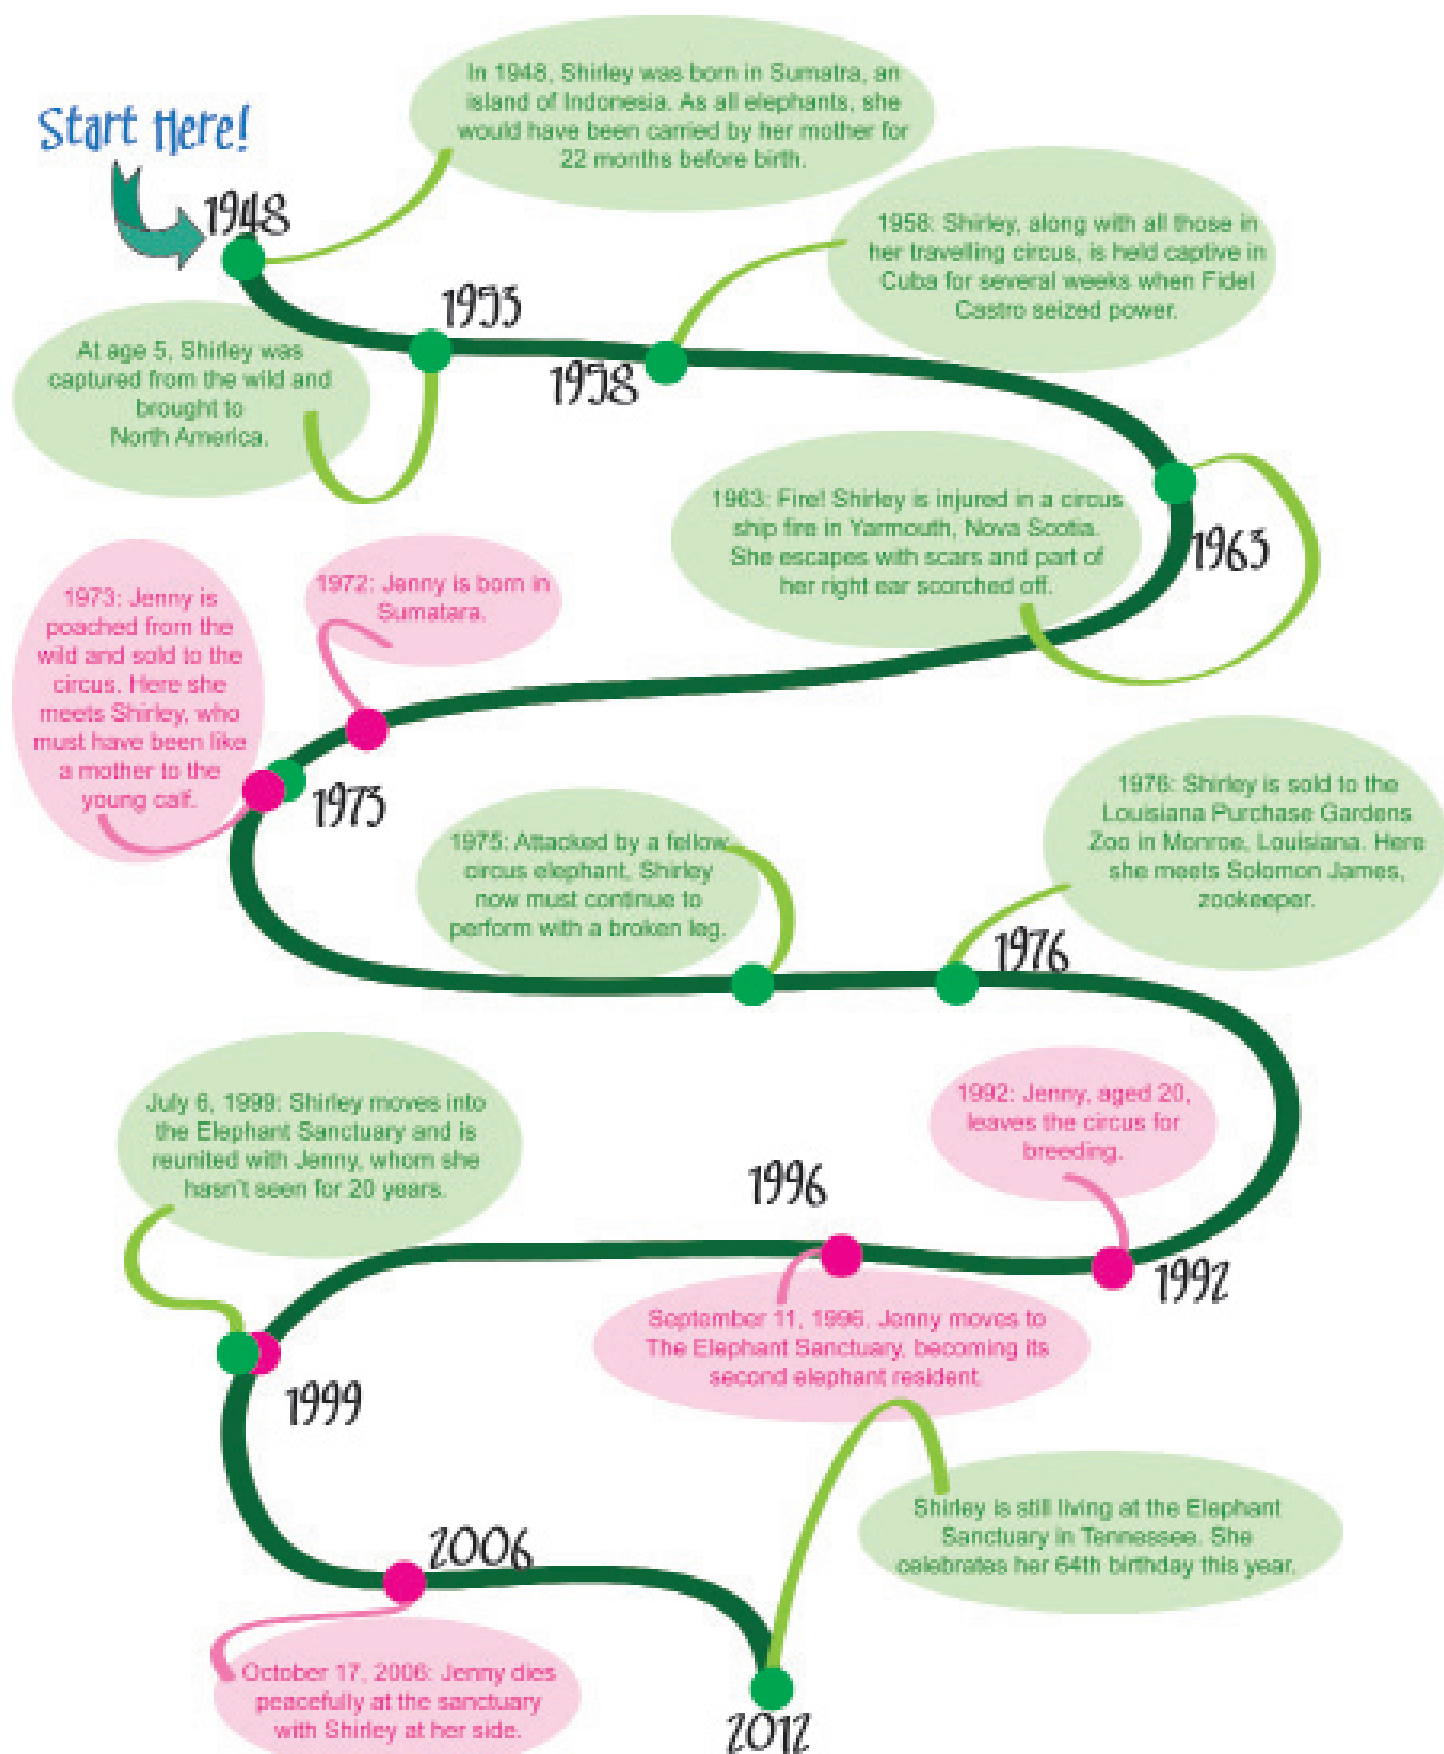 Start Here!
1948
In 1948, Shirley was born in Sumatra, an
island of Indonesia. As all elephants, she
would have been carried by her mother for
22 months before birth.
1953
At age 5, Shirley was
captured from the wild and
brought to
North America.
1958
1958: Shirley, along with all those in
her travelling circus, is held captive in
Cuba for several weeks when Fidel
Castro seized power.
1963
1963: Fire! Shirley is injured in a circus
ship fire in Yarmouth, Nova Scotia.
She escapes with scars and part of
her right ear scorched off.
1972: Jenny is born in
Sumatara.
1973: Jenny is
poached from the
wild and sold to the
circus. Here she
meets Shirley, who
must have been like
a mother to the
young calf.
1973
1975: Attacked by a fellow
circus elephant, Shirley
now must continue to
perform with a broken leg.
1976: Shirley is sold to the
Louisiana Purchase Gardens
Zoo in Monroe, Louisiana. Here
she meets Solomon James,
zookeeper.
1976
1992: Jenny, aged 20,
leaves the circus for
breeding.
1992
1996
September 11, 1996, Jenny moves to
The Elephant Sanctuary, becoming its
second elephant resident.
July 6, 1999: Shirley moves into
the Elephant Sanctuary and is
reunited with Jenny, whom she
hasn't seen for 20 years.
1999
2006
October 17, 2006: Jenny dies
peacefully at the sanctuary
with Shirley at her side.
Shirley is still living at the Elephant
Sanctuary in Tennessee. She
celebrates her 64th birthday this year.
2012